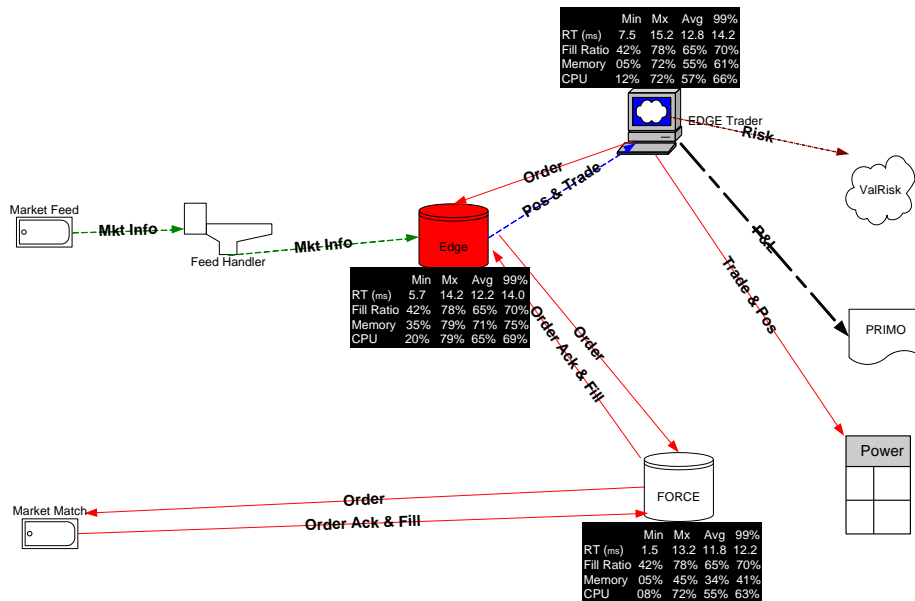 Min Mx Avg 99%
RT (ms) 7.5 15.2 12.8 14.2
Fill Ratio 42% 78% 65% 70%
Memory 05% 72% 55% 61%
CPU 12% 72% 57% 66%
EDGE Trader
Risk
Order
Pos & Trade
ValRisk
Market Feed
Mkt Info
Feed Handler
Mkt Info
Edge
P&L
Trade & Pos
Min Mx Avg 99%
RT (ms) 5.7 14.2 12.2 14.0
Fill Ratio 42% 78% 65% 70%
Memory 35% 79% 71% 75%
CPU 20% 79% 65% 69%
Order
Order Ack & Fill
PRIMO
Power
Market Match
Order
Order Ack & Fill
FORCE
Min Mx Avg 99%
RT (ms) 1.5 13.2 11.8 12.2
Fill Ratio 42% 78% 65% 70%
Memory 05% 45% 34% 41%
CPU 08% 72% 55% 63%